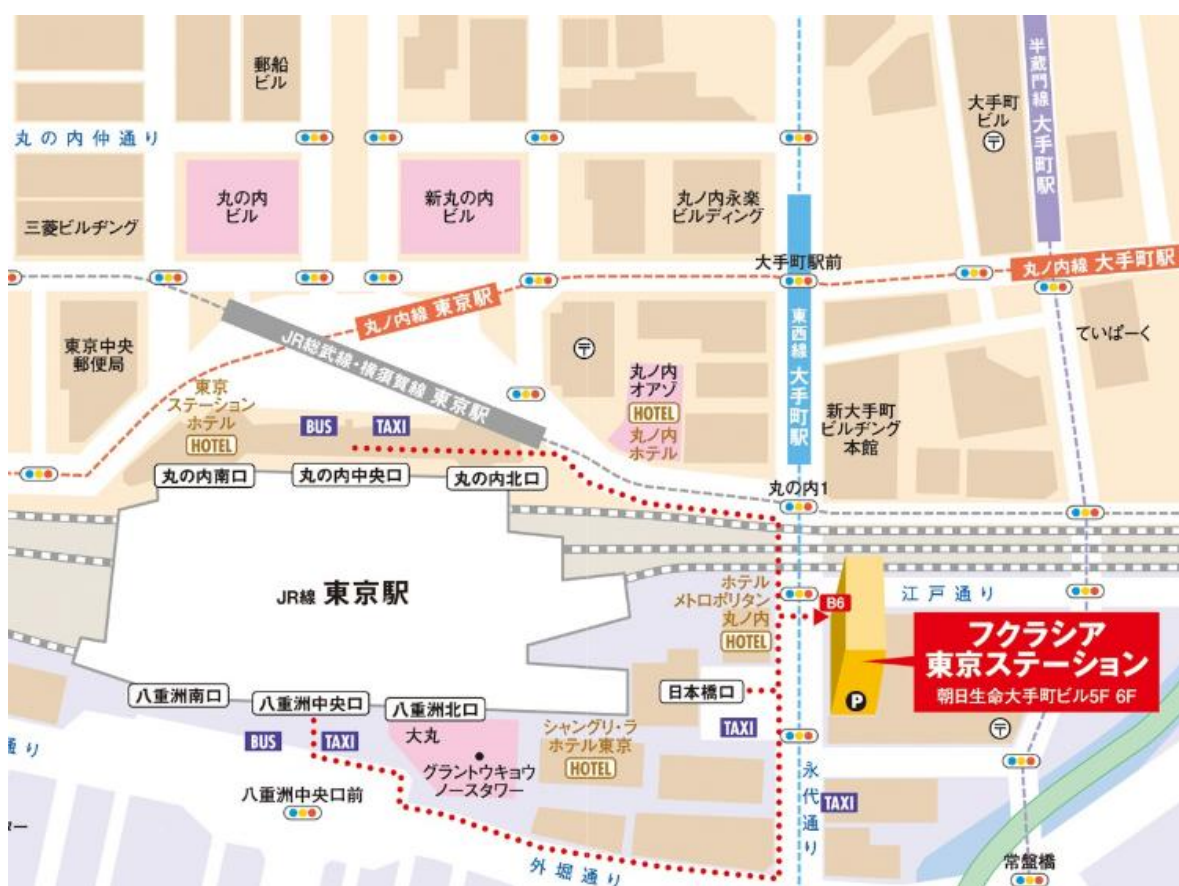 郵船
ビル
大手町
ビル
〒
半蔵門線 大手町駅
丸の内仲通り
丸の内
ビル
新丸の内
ビル
丸ノ内永楽
ビルディング
三菱ビルヂング
大手町駅前
丸ノ内線 大手町駅
丸ノ内線 東京駅
東西線 大手町駅
JR総武線・横須賀線 東京駅
東京中央
郵便局
〒
ていぱーく
東京
ステーション
ホテル
HOTEL
BUS
TAXI
丸ノ内
オアゾ
HOTEL
丸ノ内
ホテル
新大手町
ビルヂング
本館
丸の内南口
丸の内中央口
丸の内北口
丸の内1
JR線 東京駅
ホテル
メトロポリタン
丸ノ内
HOTEL
B6
江戸通り
フクラシア
東京ステーション
朝日生命大手町ビル5F 6F
P
〒
八重洲南口
八重洲中央口
八重洲北口
日本橋口
TAXI
BUS
TAXI
大丸
グラントウキョウ
ノースタワー
シャングリ・ラ
ホテル東京
HOTEL
八重洲中央口前
永代通り
TAXI
通り
ター
外堀通り
常盤橋